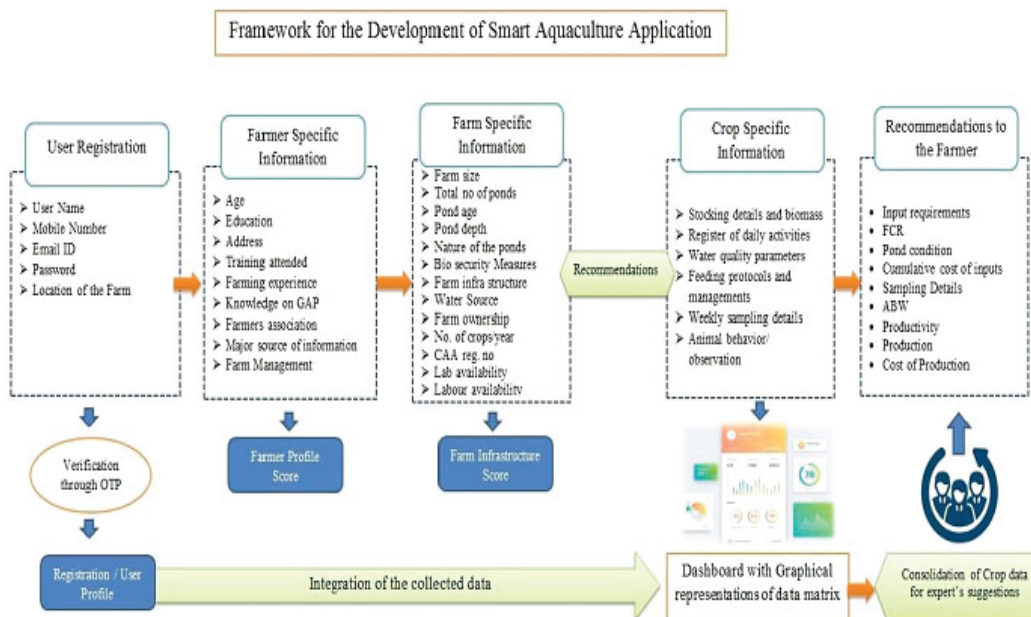 Framework for the Development of Smart Aquaculture Application
User Registration
User Name
Mobile Number
Email ID
Password
Location of the Farm
Verification
through OTP
Registration / User
Profile
Farmer Specific
Information
Age
Education
Address
Training attended
Farming experience
Knowledge on GAP
Farmers association
Major source of information
Farm Management
Farmer Profile
Score
Farm Specific
Information
Farm size
Total no of ponds
Pond age
Pond depth
Nature of the ponds
Bio security Measures
Farm infra structure
Water Source
Farm ownership
No. of crops/year
CAA reg. no
Lab availability
Labour availability
Farm Infrastructure
Score
Recommendations
Crop Specific
Information
Stocking details and biomass
Register of daily activities
Water quality parameters
Feeding protocols and
managements
Weekly sampling details
Animal behavior/
observation
Recommendations to
the Farmer
Input requirements
FCR
Pond condition
Cumulative cost of inputs
Sampling Details
ABW
Productivity
Production
Cost of Production
Integration of the collected data
Dashboard with Graphical
representations of data matrix
Consolidation of Crop data
for expert's suggestions